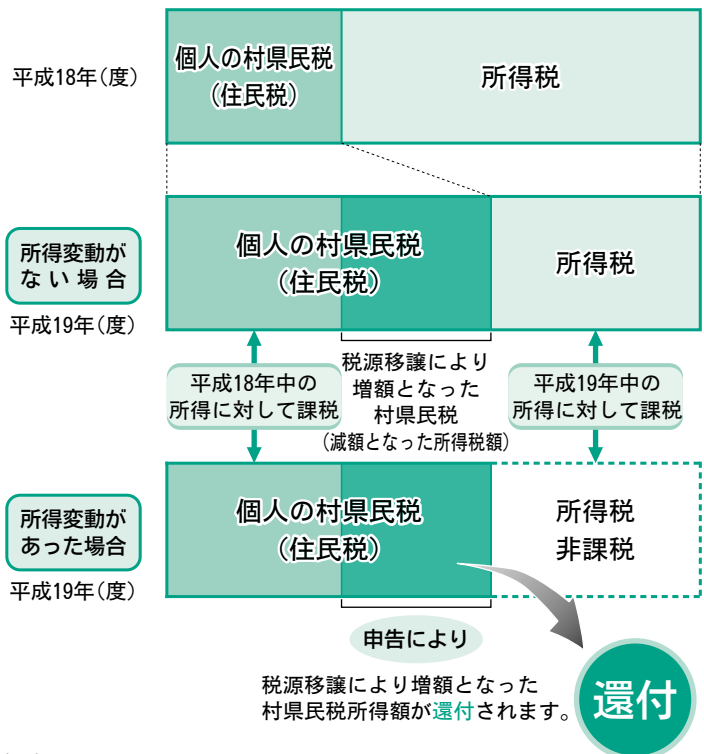 平成18年(度)
個人の村県民税
(住民税)
所得税
所得変動が
ない場合
平成19年(度)
個人の村県民税
(住民税)
所得税
平成18年中の
所得に対して課税
税源移譲により
増額となった
村県民税
(減額となった所得税額)
平成19年中の
所得に対して課税
所得変動が
あった場合
平成19年(度)
個人の村県民税
(住民税)
所得税
非課税
申告により
税源移譲により増額となった
村県民税所得額が還付されます。
還付